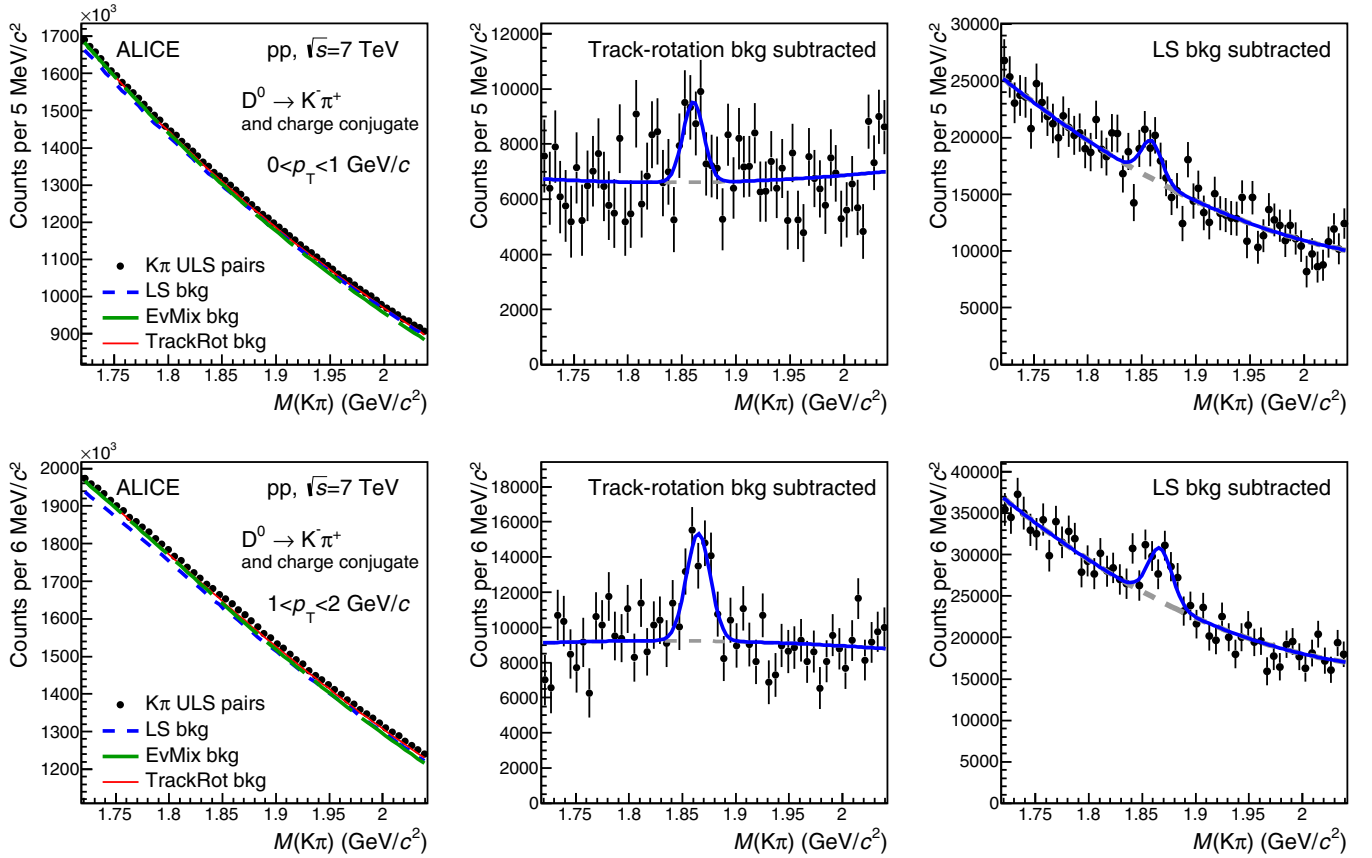 ×10³
Counts per 5 MeV/c²
1700
1600
1500
1400
1300
1200
1100
1000
900
ALICE
pp, √s=7 TeV
D⁰ → K⁻π⁺
and charge conjugate
0<p_T<1 GeV/c
Kπ ULS pairs
LS bkg
EvMix bkg
TrackRot bkg
1.75 1.8 1.85 1.9 1.95 2
M(Kπ) (GeV/c²)
Counts per 5 MeV/c²
12000
10000
8000
6000
4000
2000
0
Track-rotation bkg subtracted
1.75 1.8 1.85 1.9 1.95 2
M(Kπ) (GeV/c²)
Counts per 5 MeV/c²
30000
25000
20000
15000
10000
5000
0
LS bkg subtracted
1.75 1.8 1.85 1.9 1.95 2
M(Kπ) (GeV/c²)
×10³
Counts per 6 MeV/c²
2000
1900
1800
1700
1600
1500
1400
1300
1200
ALICE
pp, √s=7 TeV
D⁰ → K⁻π⁺
and charge conjugate
1<p_T<2 GeV/c
Kπ ULS pairs
LS bkg
EvMix bkg
TrackRot bkg
1.75 1.8 1.85 1.9 1.95 2
M(Kπ) (GeV/c²)
Counts per 6 MeV/c²
18000
16000
14000
12000
10000
8000
6000
4000
2000
0
Track-rotation bkg subtracted
1.75 1.8 1.85 1.9 1.95 2
M(Kπ) (GeV/c²)
Counts per 6 MeV/c²
40000
35000
30000
25000
20000
15000
10000
5000
0
LS bkg subtracted
1.75 1.8 1.85 1.9 1.95 2
M(Kπ) (GeV/c²)